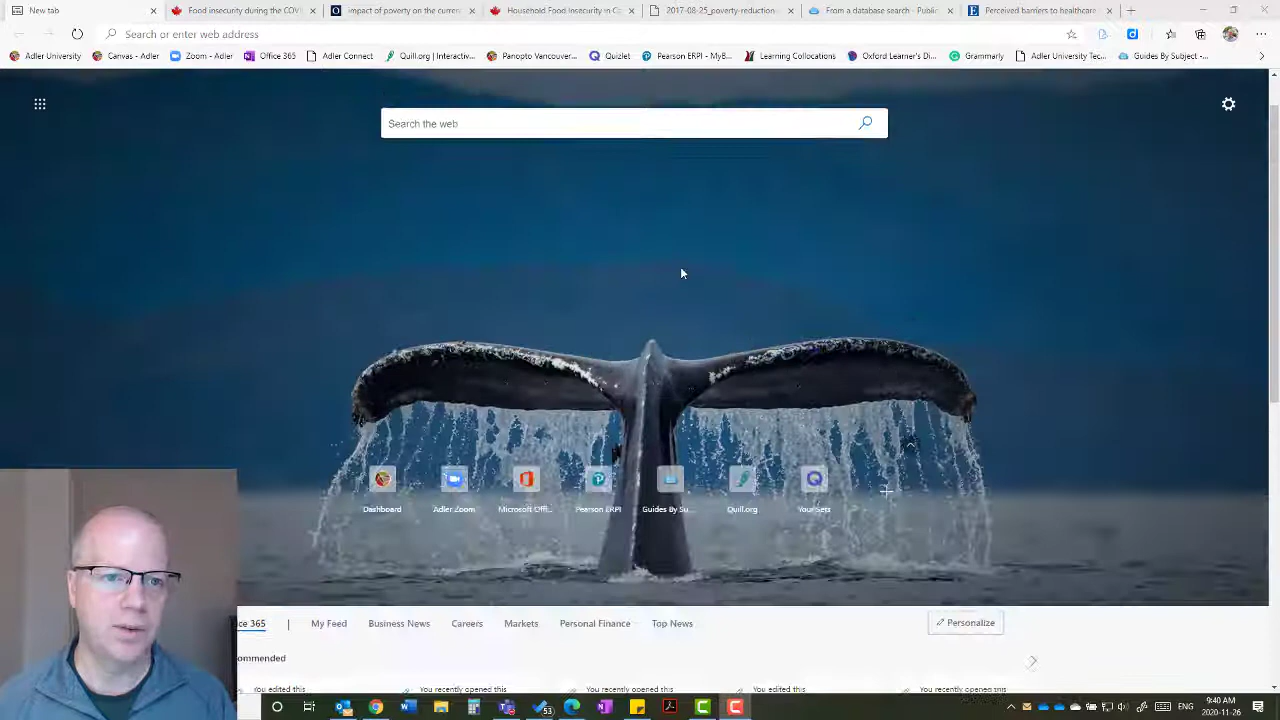 New tab
Food insecurity during the COVI
Impact of poverty on the current
Household Food Insecurity in Ca
2017-08-25_poverty-reduction-
From a database search - Public
Perceived barriers to healthcare
Search or enter web address
Adler University
Canvas - Adler
Zoom - Adler
Office 365
Adler Connect
Quill.org | Interactiv...
Panopto Vancouver...
Quizlet
Pearson ERPI - MyB...
Learning Collocations
Oxford Learner's Di...
Grammarly
Adler University Tec...
Guides By Subject -...
Search the web
Dashboard
Adler Zoom
Microsoft Offi...
Pearson ERPI
Guides By Su...
Quill.org
Your Sets
ice 365
My Feed
Business News
Careers
Markets
Personal Finance
Top News
Personalize
ommended
You edited this
You recently opened this
You recently opened this
You edited this
You recently opened this
53
ENG
9:40 AM
2020-11-26